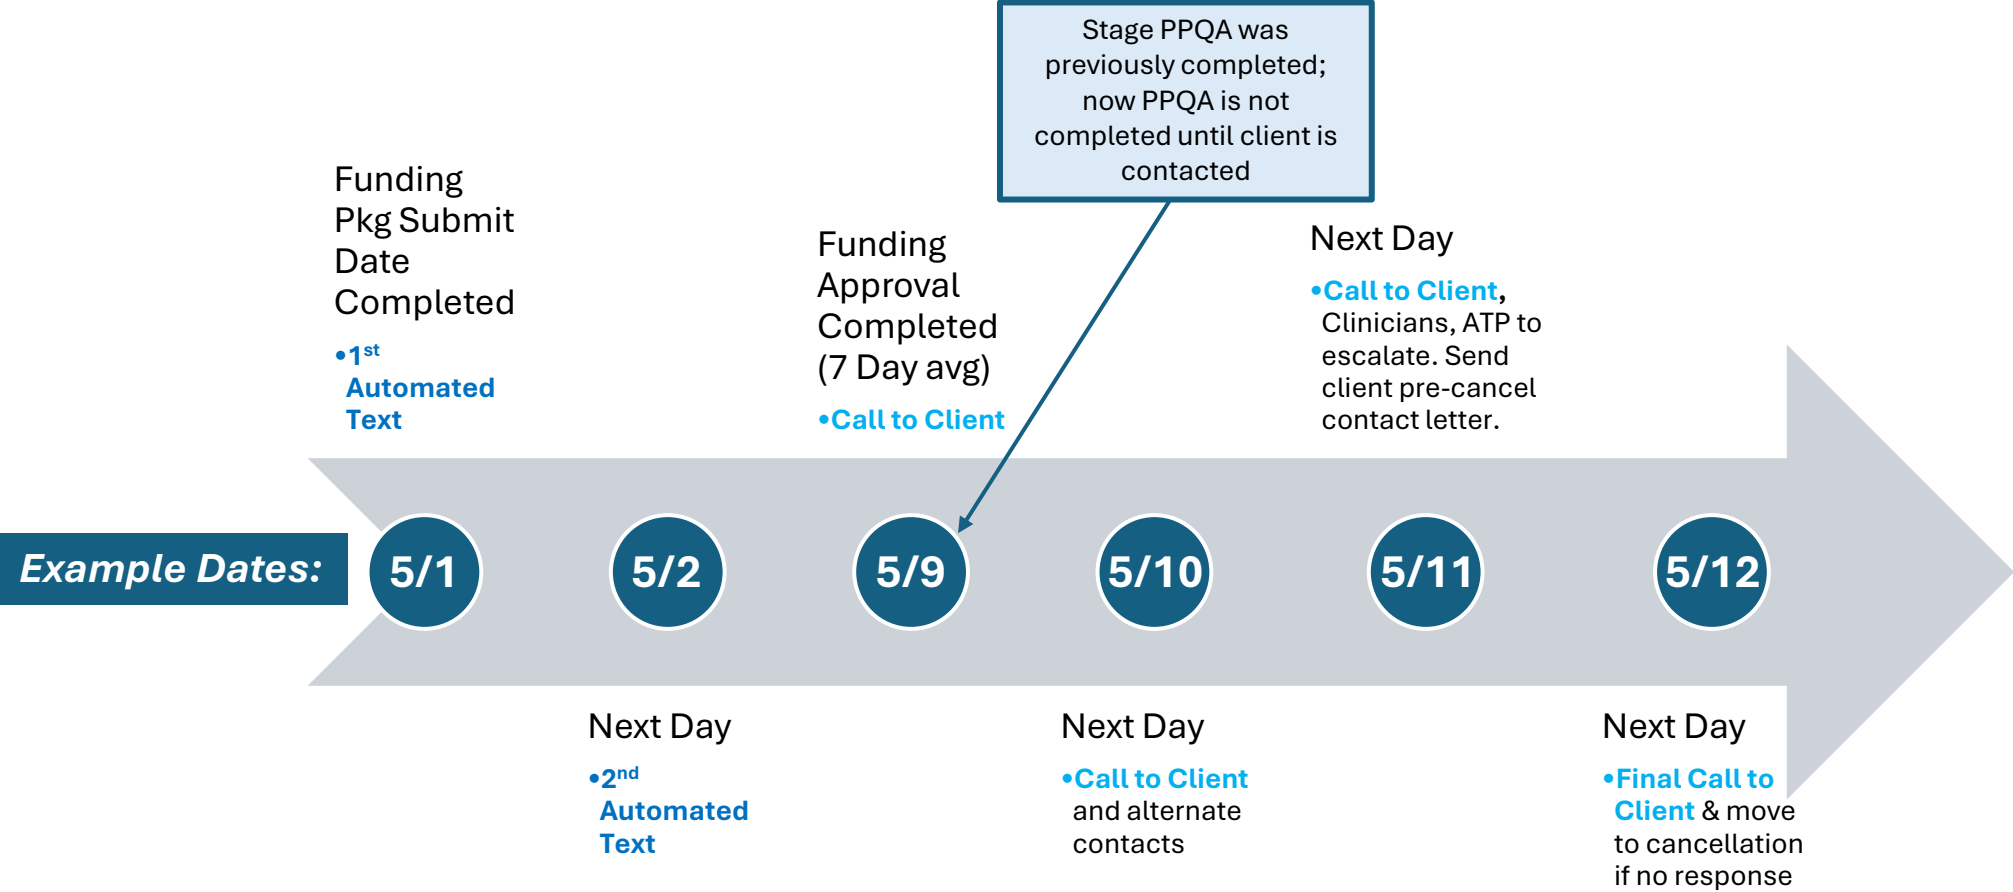 Stage PPQA was
previously completed;
now PPQA is not
completed until client is
contacted
Funding
Pkg Submit
Date
Completed
•1st
Automated
Text
Funding
Approval
Completed
(7 Day avg)
•Call to Client
Next Day
•Call to Client,
Clinicians, ATP to
escalate. Send
client pre-cancel
contact letter.
Example Dates:
5/1
5/2
5/9
5/10
5/11
5/12
Next Day
•2nd
Automated
Text
Next Day
•Call to Client
and alternate
contacts
Next Day
•Final Call to
Client & move
to cancellation
if no response